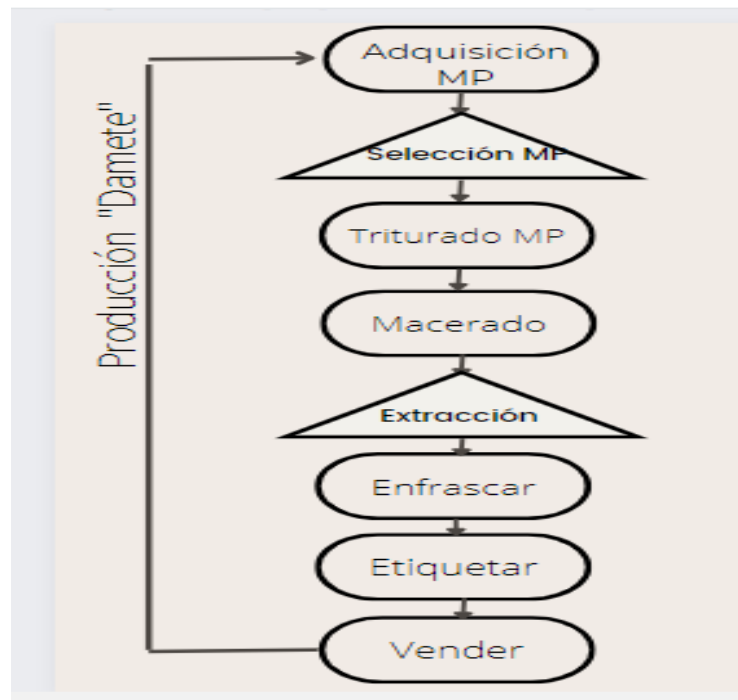 Adquisición
MP
Selección MP
Triturado MP
Macerado
Extracción
Enfrascar
Etiquetar
Vender
Producción "Damete"